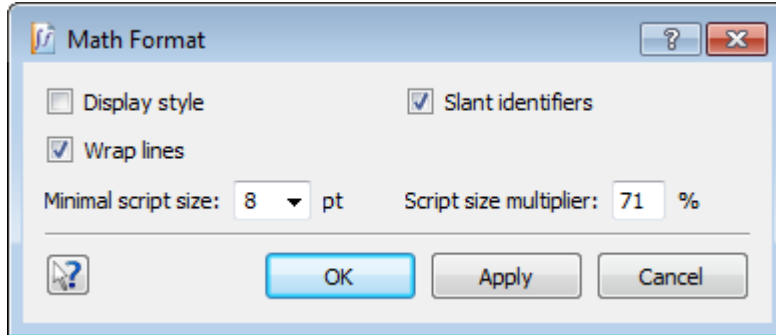 Math Format
Display style Slant identifiers
Wrap lines
Minimal script size: 8 pt Script size multiplier: 71 %
OK Apply Cancel